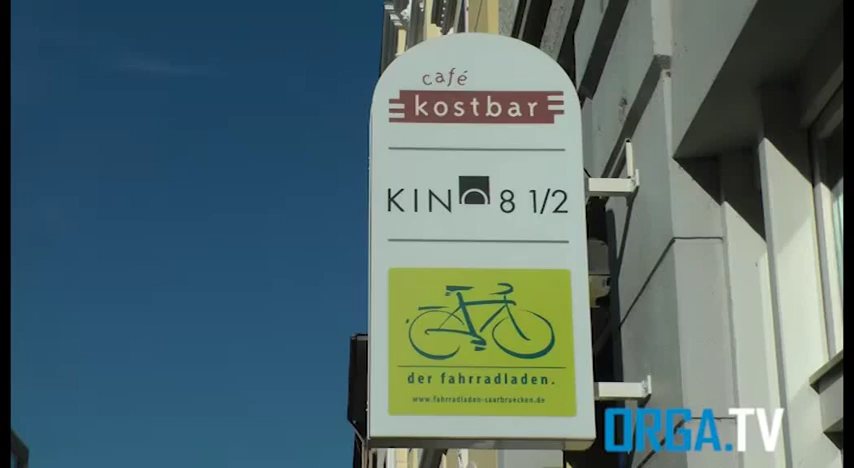 café
kostbar
KINO 8 1/2
der fahrradladen.
www.fahrradladen-saarbruecken.de
ORGA.TV